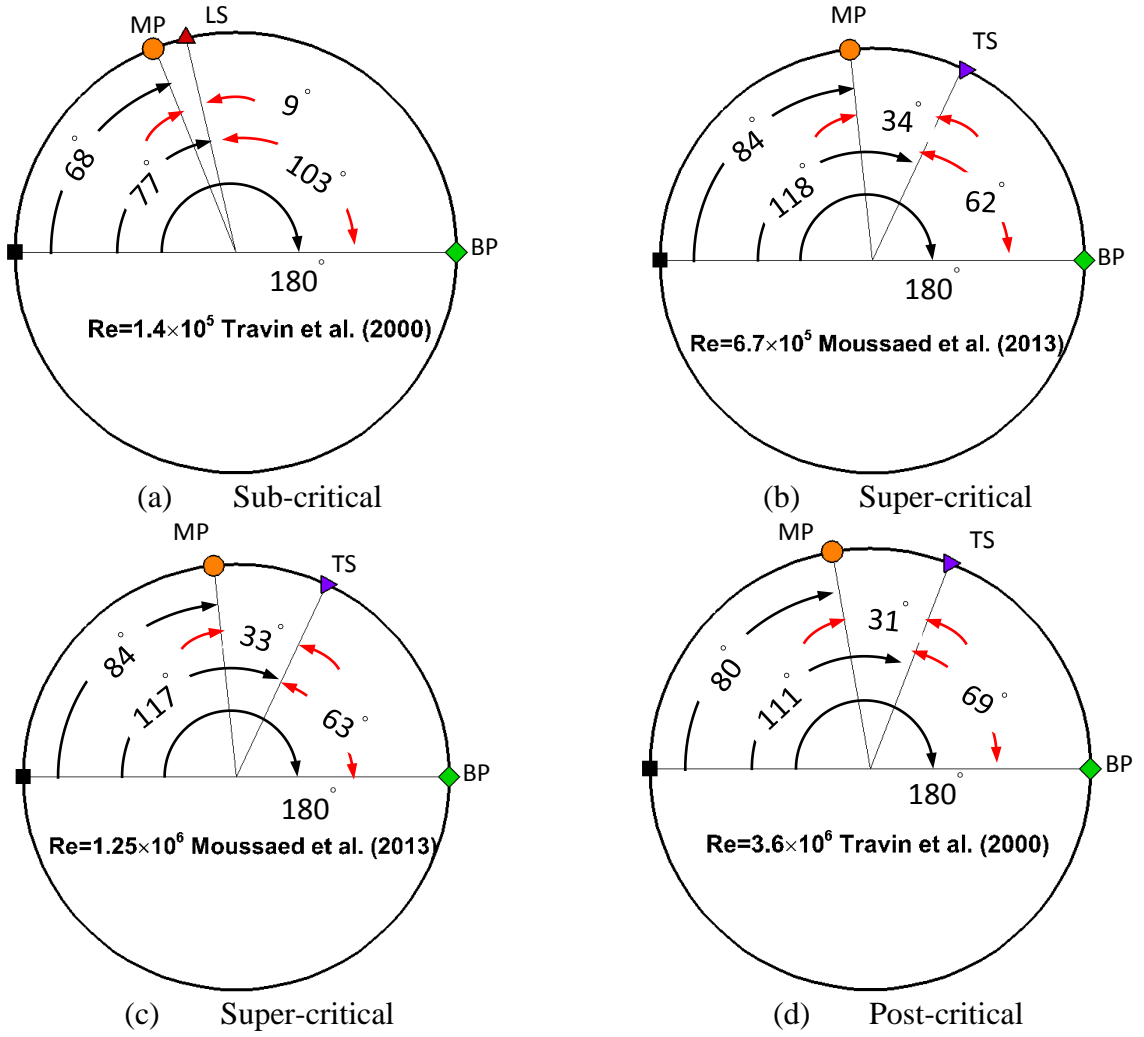 MP LS
9°
68°
77°
103°
BP
180°
Re=1.4×10⁵ Travin et al. (2000)
(a) Sub-critical
MP
TS
34°
84°
118°
62°
BP
180°
Re=6.7×10⁵ Moussaed et al. (2013)
(b) Super-critical
MP
TS
33°
84°
117°
63°
BP
180°
Re=1.25×10⁶ Moussaed et al. (2013)
(c) Super-critical
MP
TS
31°
80°
111°
69°
BP
180°
Re=3.6×10⁶ Travin et al. (2000)
(d) Post-critical